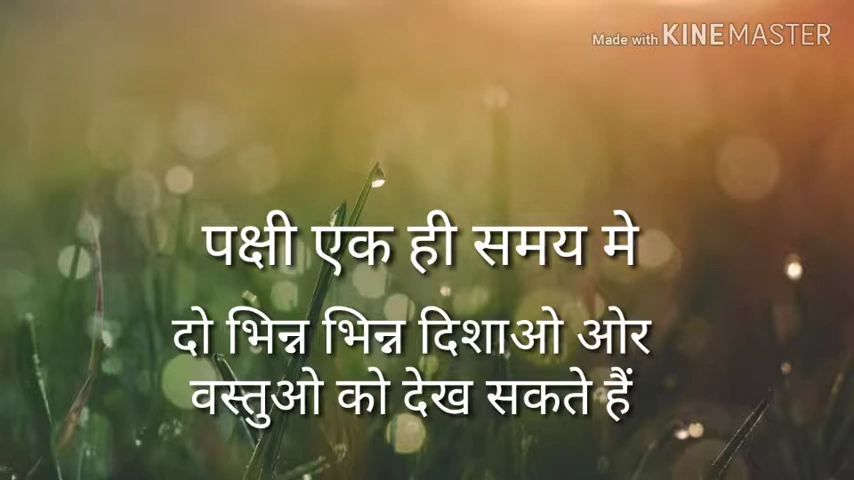 Made with KINEMASTER
पक्षी एक ही समय मे
दो भिन्न भिन्न दिशाओ ओर
वस्तुओ को देख सकते हैं